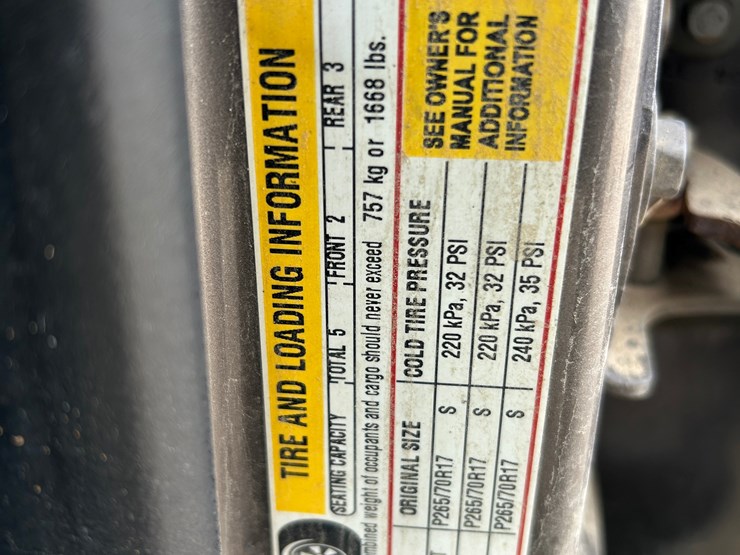 TIRE AND LOADING INFORMATION
SEATING CAPACITY TOTAL 5 FRONT 2 REAR 3
weight of occupants and cargo should never exceed 757 kg or 1668 lbs.
ORIGINAL SIZE COLD TIRE PRESSURE
P265/70R17 S 220 kPa, 32 PSI
P265/70R17 S 220 kPa, 32 PSI
P265/70R17 S 240 kPa, 35 PSI
SEE OWNER'S
MANUAL FOR
ADDITIONAL
INFORMATION